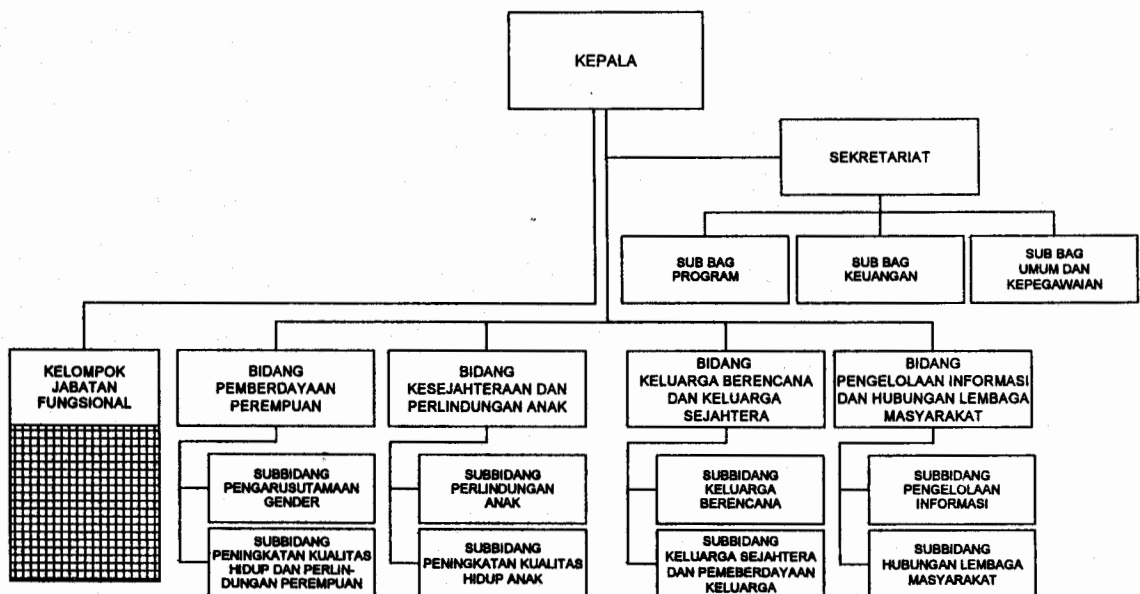 KEPALA
SEKRETARIAT
SUB BAG
PROGRAM
SUB BAG
KEUANGAN
SUB BAG
UMUM DAN
KEPEGAWAIAN
KELOMPOK
JABATAN
FUNGSIONAL
BIDANG
PEMBERDAYAAN
PEREMPUAN
BIDANG
KESEJAHTERAAN DAN
PERLINDUNGAN ANAK
BIDANG
KELUARGA BERENCANA
DAN KELUARGA
SEJAHTERA
BIDANG
PENGELOLAAN INFORMASI
DAN HUBUNGAN LEMBAGA
MASYARAKAT
SUBBIDANG
PENGARUSUTAMAAN
GENDER
SUBBIDANG
PERLINDUNGAN
ANAK
SUBBIDANG
KELUARGA
BERENCANA
SUBBIDANG
PENGELOLAAN
INFORMASI
SUBBIDANG
PENINGKATAN KUALITAS
HIDUP DAN PERLIN-
DUNGAN PEREMPUAN
SUBBIDANG
PENINGKATAN KUALITAS
HIDUP ANAK
SUBBIDANG
KELUARGA SEJAHTERA
DAN PEMEBERDAYAAN
KELUARGA
SUBBIDANG
HUBUNGAN LEMBAGA
MASYARAKAT